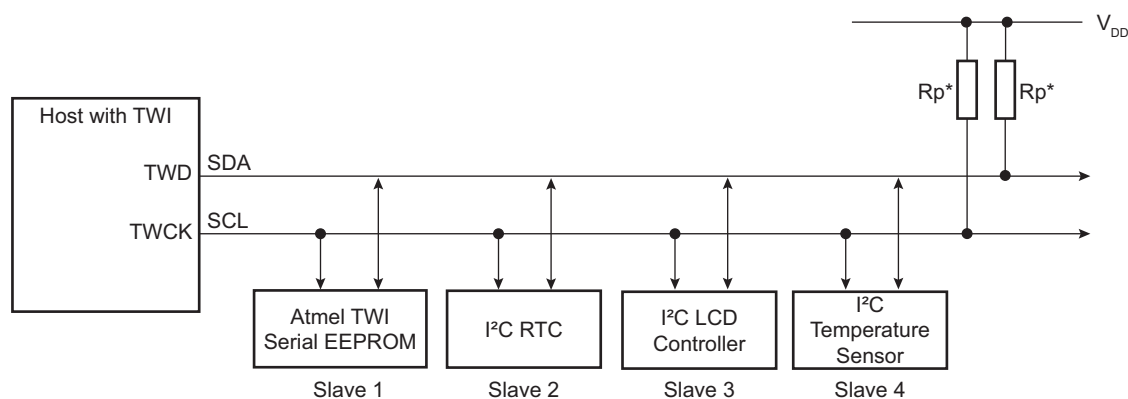 V_DD
Rp* Rp*
Host with TWI
TWD SDA
TWCK SCL
Atmel TWI
Serial EEPROM
I²C RTC
I²C LCD
Controller
I²C
Temperature
Sensor
Slave 1 Slave 2 Slave 3 Slave 4